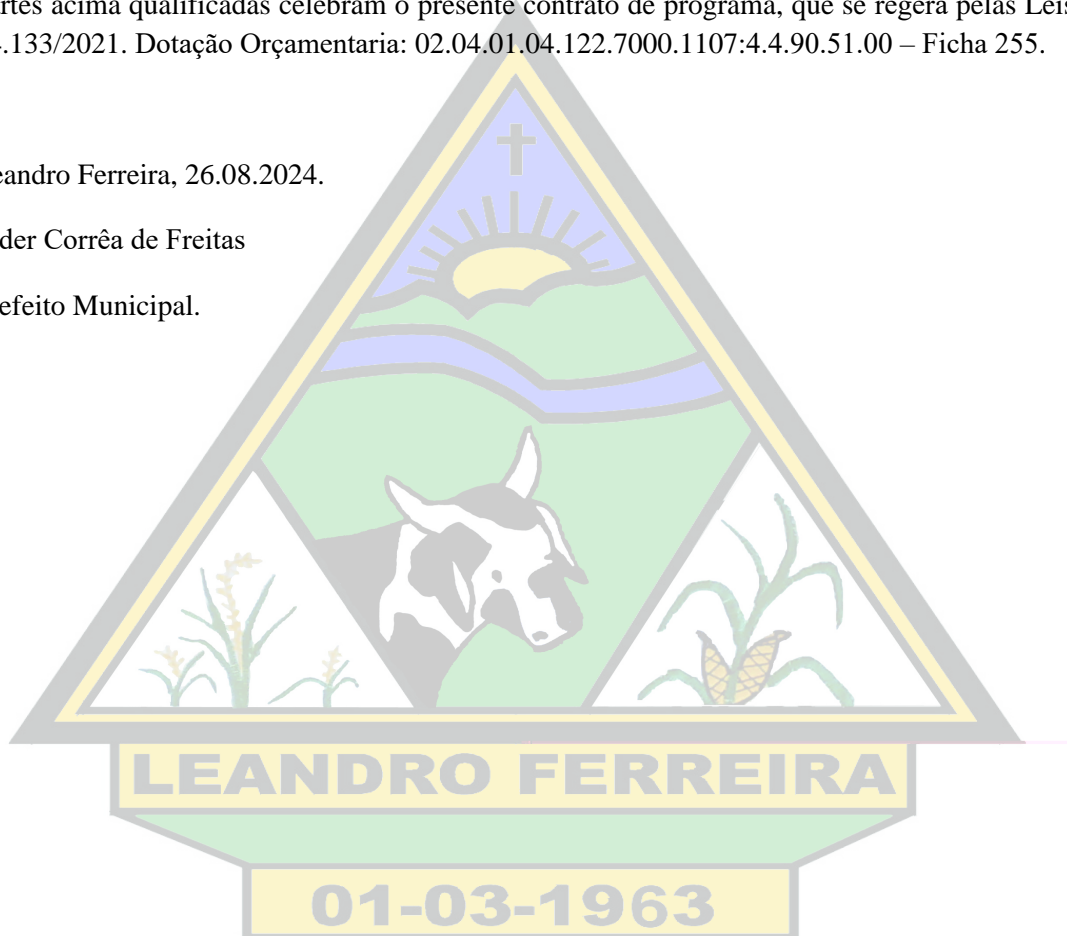 rtes acima qualificadas celebram o presente contrato de programa, que se regerá pelas Leis
.133/2021. Dotação Orçamentaria: 02.04.01.04.122.7000.1107:4.4.90.51.00 – Ficha 255.
eandro Ferreira, 26.08.2024.
der Corrêa de Freitas
efeito Municipal.
LEANDRO FERREIRA
01-03-1963